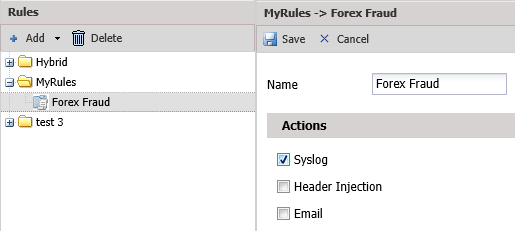 Rules
Add
Delete
Hybrid
MyRules
Forex Fraud
test 3
MyRules -> Forex Fraud
Save
Cancel
Name
Forex Fraud
Actions
Syslog
Header Injection
Email